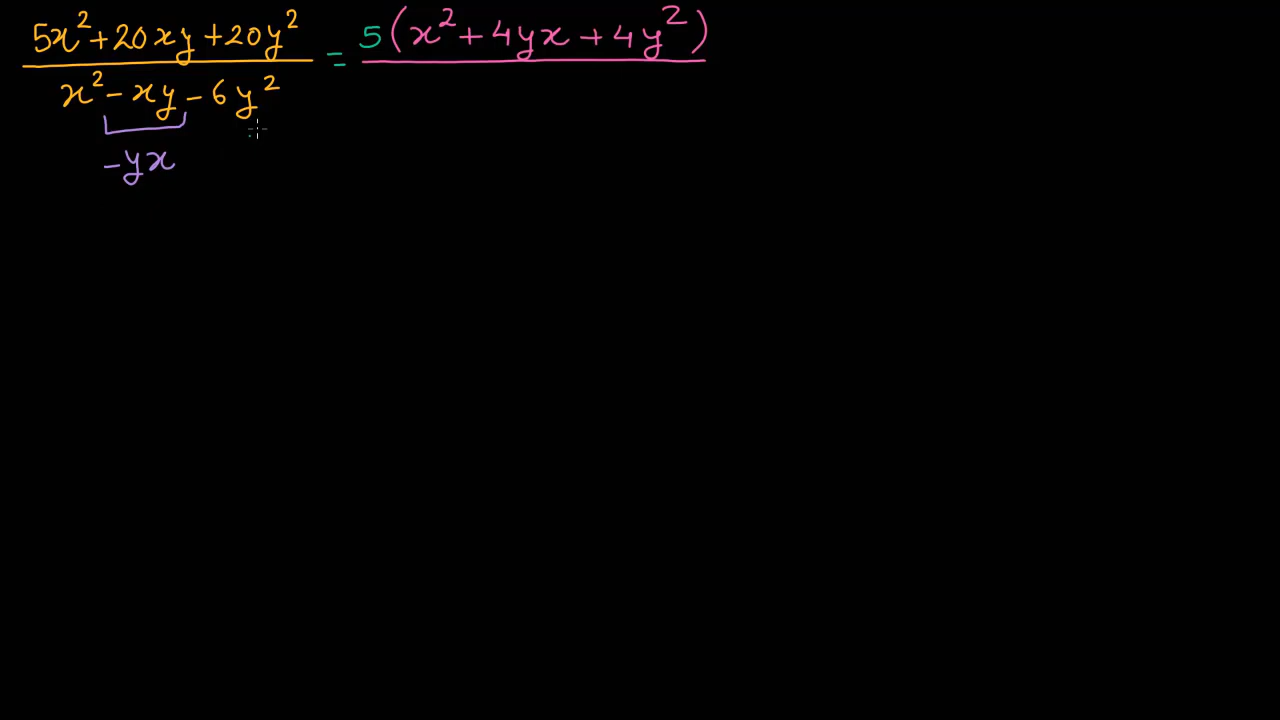 5x²+20xy+20y² = 5(x²+4yx+4y²)
x²-xy-6y²
-yx